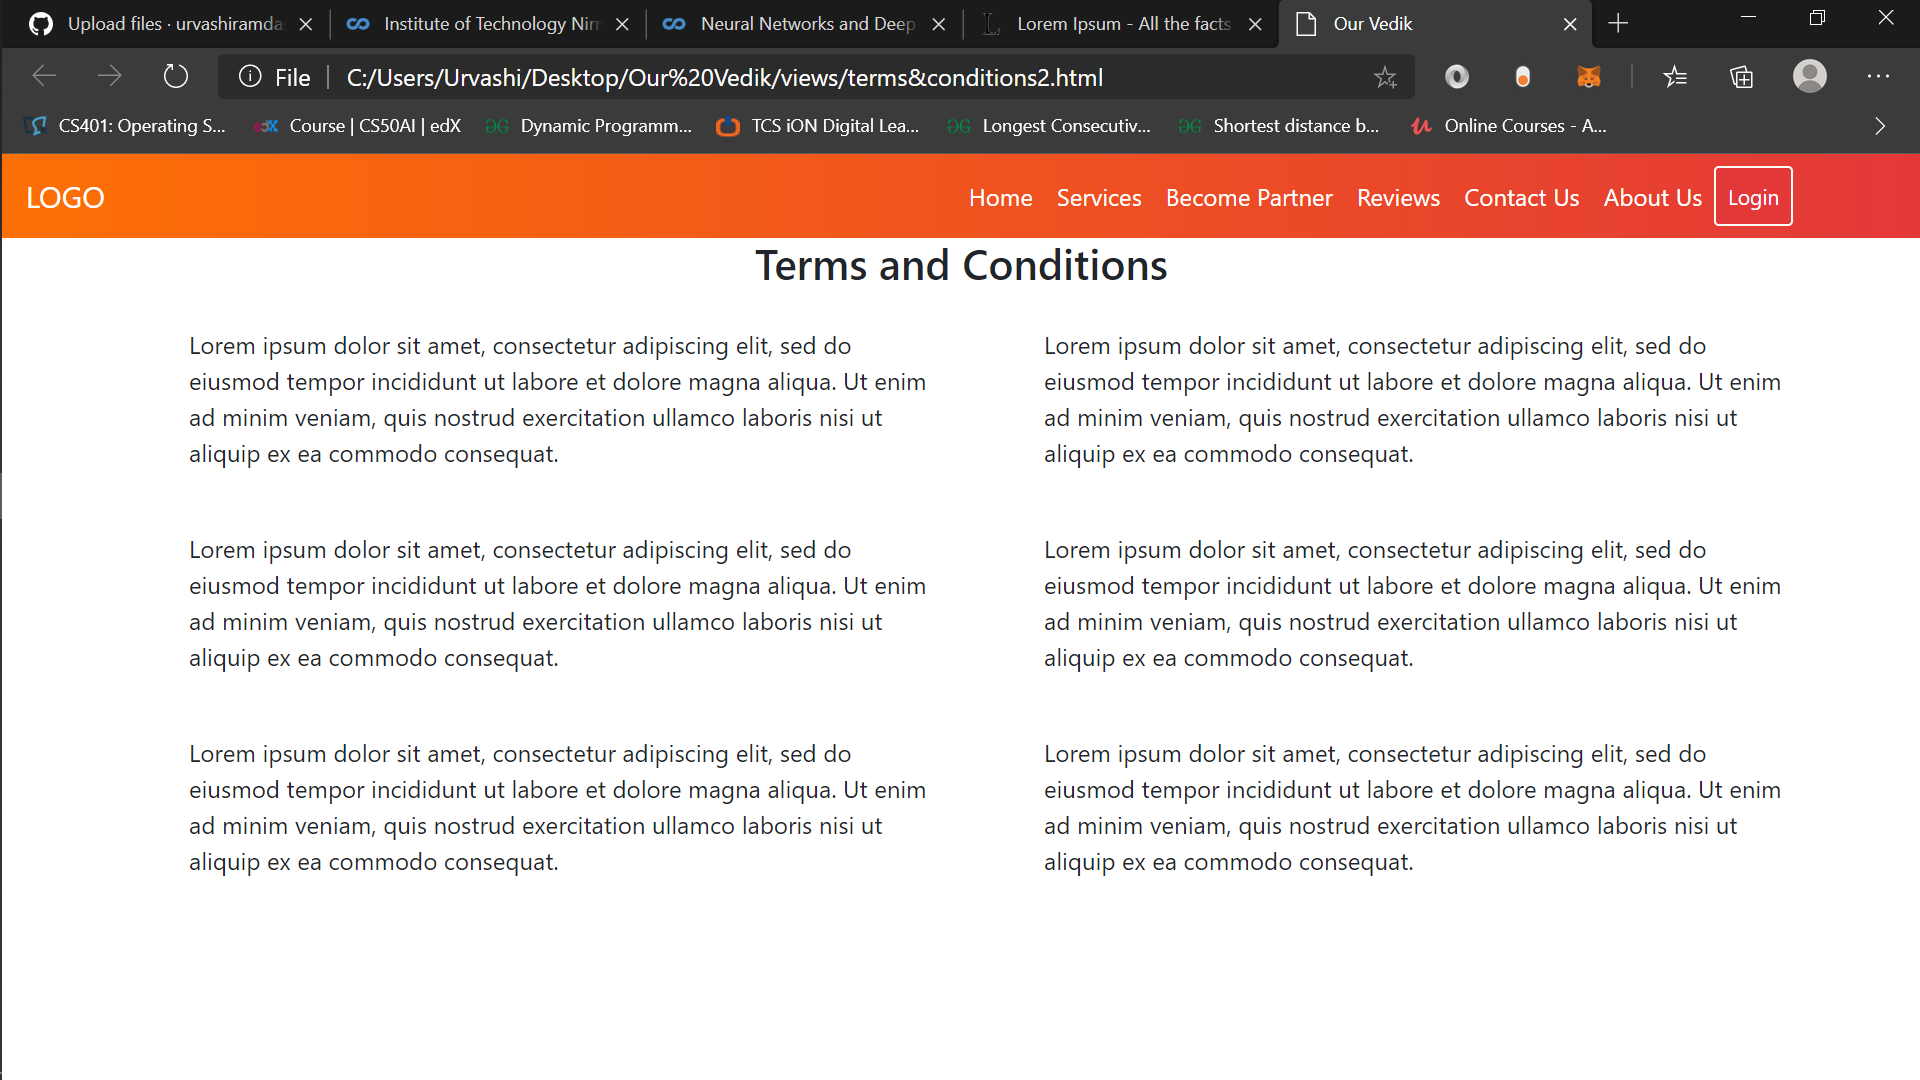 Upload files · urvashiramda
Institute of Technology Nirm
Neural Networks and Deep
Lorem Ipsum - All the facts
Our Vedik
File
C:/Users/Urvashi/Desktop/Our%20Vedik/views/terms&conditions2.html
CS401: Operating S...
Course | CS50AI | edX
Dynamic Programm...
TCS iON Digital Lea...
Longest Consecutiv...
Shortest distance b...
Online Courses - A...
LOGO
Home
Services
Become Partner
Reviews
Contact Us
About Us
Login
Terms and Conditions
Lorem ipsum dolor sit amet, consectetur adipiscing elit, sed do
eiusmod tempor incididunt ut labore et dolore magna aliqua. Ut enim
ad minim veniam, quis nostrud exercitation ullamco laboris nisi ut
aliquip ex ea commodo consequat.
Lorem ipsum dolor sit amet, consectetur adipiscing elit, sed do
eiusmod tempor incididunt ut labore et dolore magna aliqua. Ut enim
ad minim veniam, quis nostrud exercitation ullamco laboris nisi ut
aliquip ex ea commodo consequat.
Lorem ipsum dolor sit amet, consectetur adipiscing elit, sed do
eiusmod tempor incididunt ut labore et dolore magna aliqua. Ut enim
ad minim veniam, quis nostrud exercitation ullamco laboris nisi ut
aliquip ex ea commodo consequat.
Lorem ipsum dolor sit amet, consectetur adipiscing elit, sed do
eiusmod tempor incididunt ut labore et dolore magna aliqua. Ut enim
ad minim veniam, quis nostrud exercitation ullamco laboris nisi ut
aliquip ex ea commodo consequat.
Lorem ipsum dolor sit amet, consectetur adipiscing elit, sed do
eiusmod tempor incididunt ut labore et dolore magna aliqua. Ut enim
ad minim veniam, quis nostrud exercitation ullamco laboris nisi ut
aliquip ex ea commodo consequat.
Lorem ipsum dolor sit amet, consectetur adipiscing elit, sed do
eiusmod tempor incididunt ut labore et dolore magna aliqua. Ut enim
ad minim veniam, quis nostrud exercitation ullamco laboris nisi ut
aliquip ex ea commodo consequat.